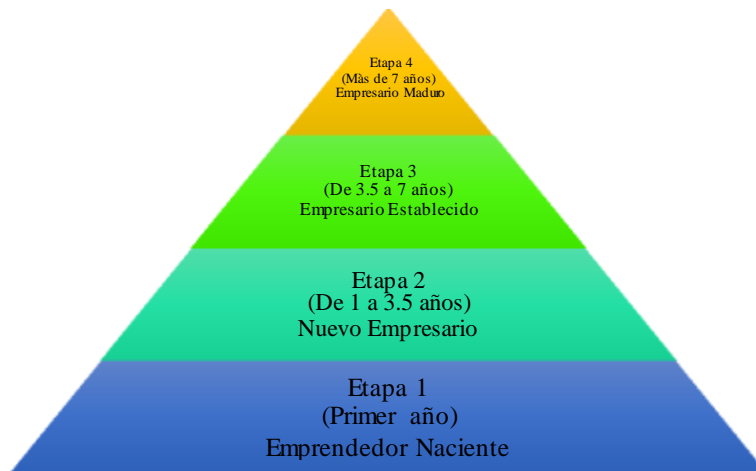 Etapa 4
(Màs de 7 años)
Empresario Maduro
Etapa 3
(De 3.5 a 7 años)
Empresario Establecido
Etapa 2
(De 1 a 3.5 años)
Nuevo Empresario
Etapa 1
(Primer año)
Emprendedor Naciente